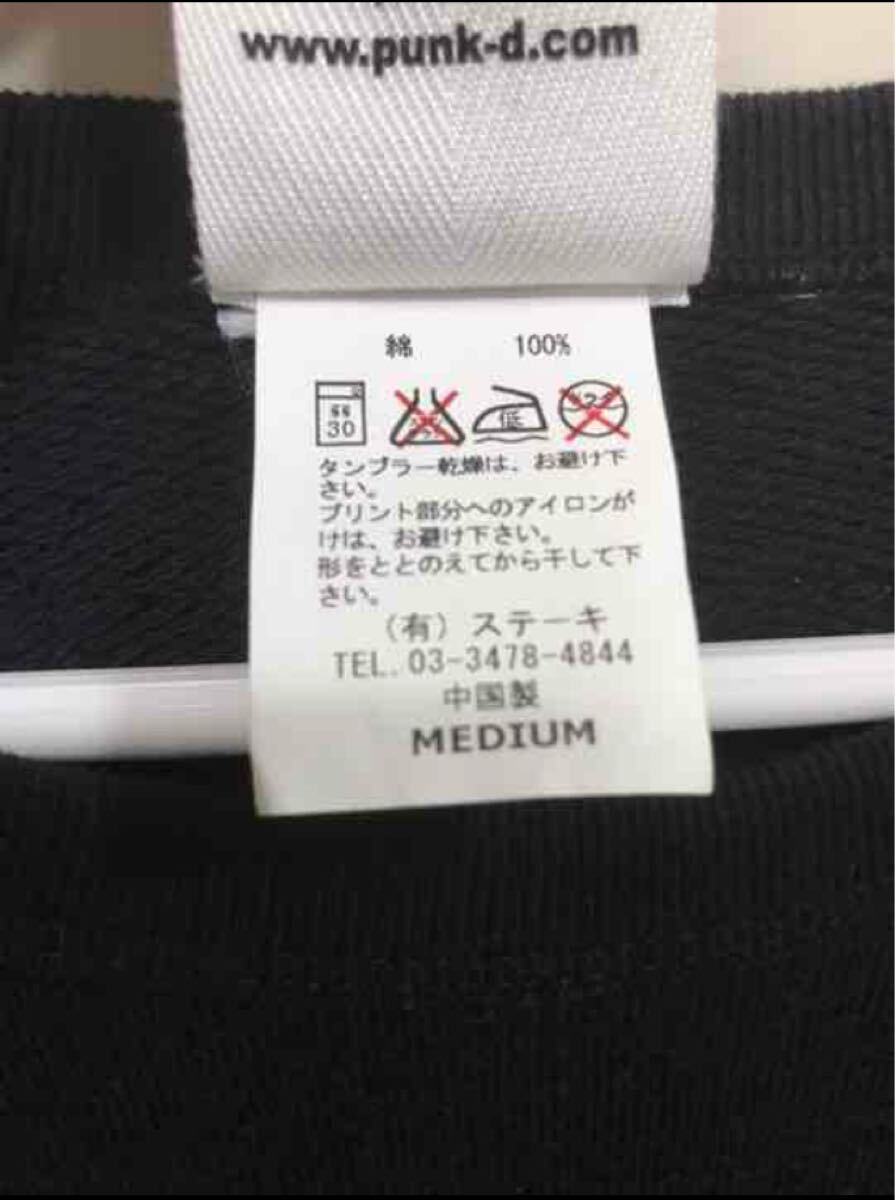 www.punk-d.com
綿 100%
30
低
タンブラー乾燥は、お避け下
さい。
プリント部分へのアイロンが
けは、お避け下さい。
形をととのえてから干して下
さい。
(有) ステーキ
TEL. 03-3478-4844
中国製
MEDIUM